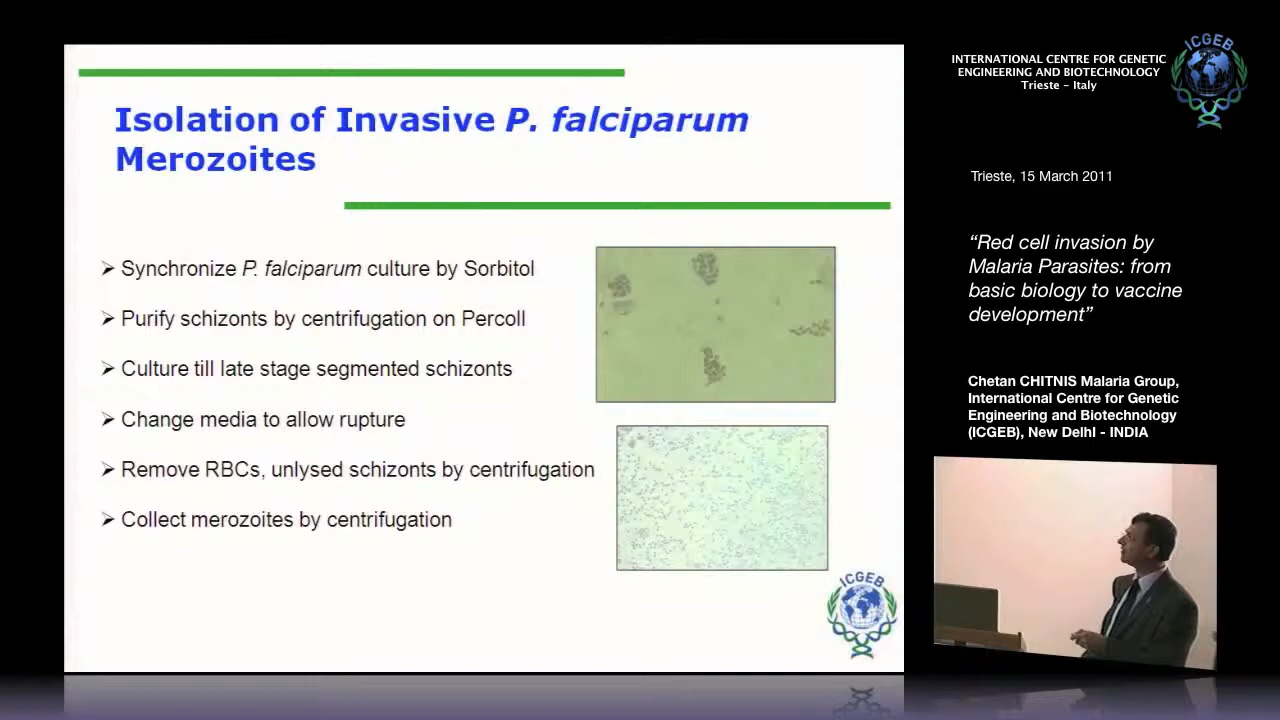 Isolation of Invasive P. falciparum
Merozoites
➢ Synchronize P. falciparum culture by Sorbitol
➢ Purify schizonts by centrifugation on Percoll
➢ Culture till late stage segmented schizonts
➢ Change media to allow rupture
➢ Remove RBCs, unlysed schizonts by centrifugation
➢ Collect merozoites by centrifugation
ICGEB
INTERNATIONAL CENTRE FOR GENETIC
ENGINEERING AND BIOTECHNOLOGY
Trieste - Italy
ICGEB
Trieste, 15 March 2011
“Red cell invasion by
Malaria Parasites: from
basic biology to vaccine
development”
Chetan CHITNIS Malaria Group,
International Centre for Genetic
Engineering and Biotechnology
(ICGEB), New DelhI - INDIA